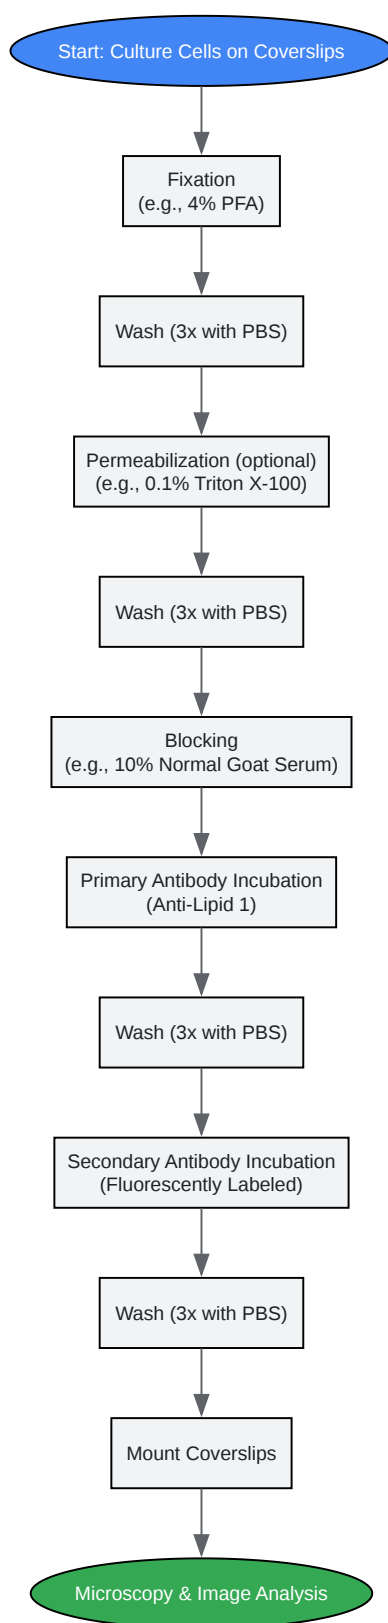 Start: Culture Cells on Coverslips
Fixation
(e.g., 4% PFA)
Wash (3x with PBS)
Permeabilization (optional)
(e.g., 0.1% Triton X-100)
Wash (3x with PBS)
Blocking
(e.g., 10% Normal Goat Serum)
Primary Antibody Incubation
(Anti-Lipid 1)
Wash (3x with PBS)
Secondary Antibody Incubation
(Fluorescently Labeled)
Wash (3x with PBS)
Mount Coverslips
Microscopy & Image Analysis